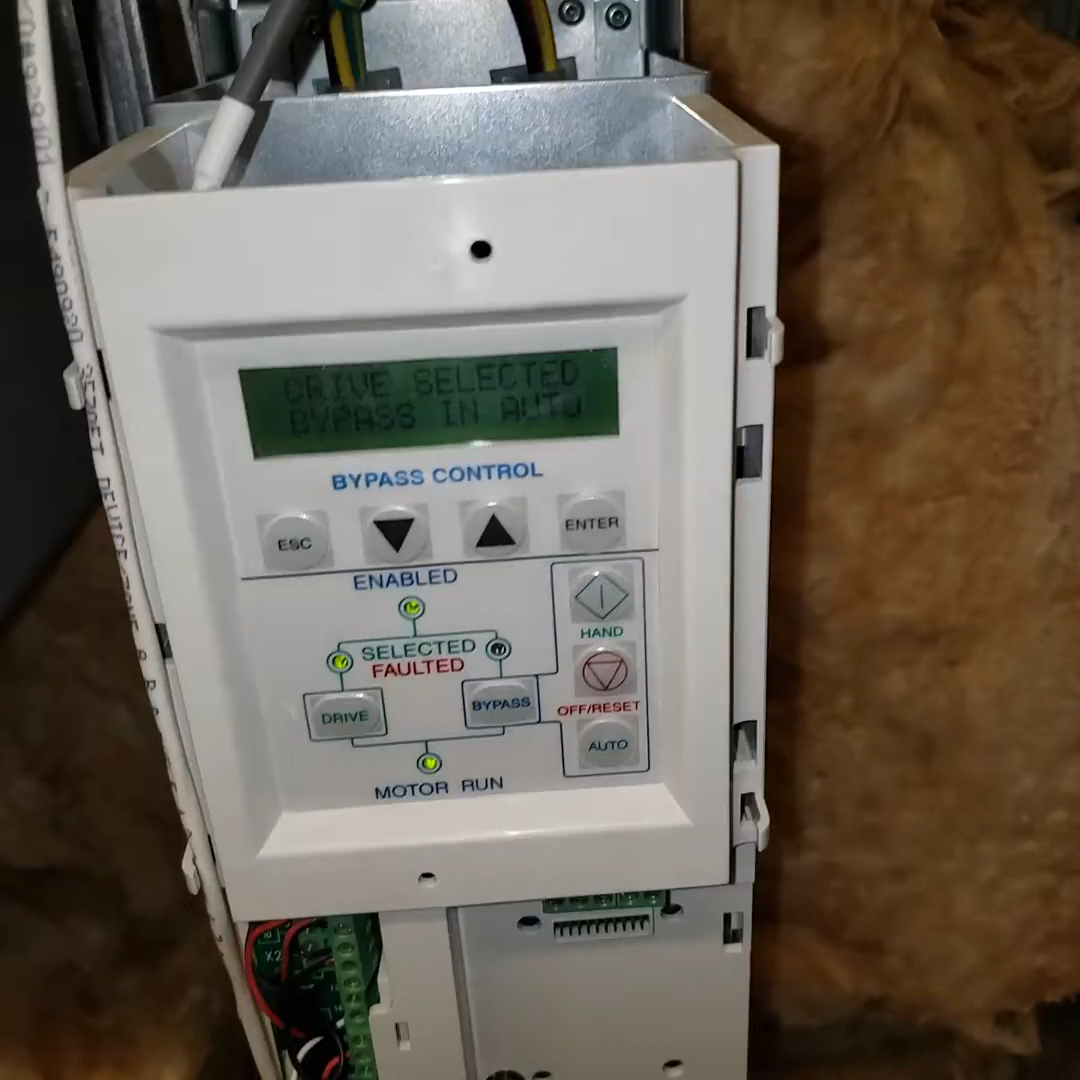 DRIVE SELECTED
BYPASS IN AUTO
BYPASS CONTROL
ESC
ENTER
ENABLED
HAND
SELECTED
FAULTED
DRIVE
BYPASS
OFF/RESET
AUTO
MOTOR RUN
X2